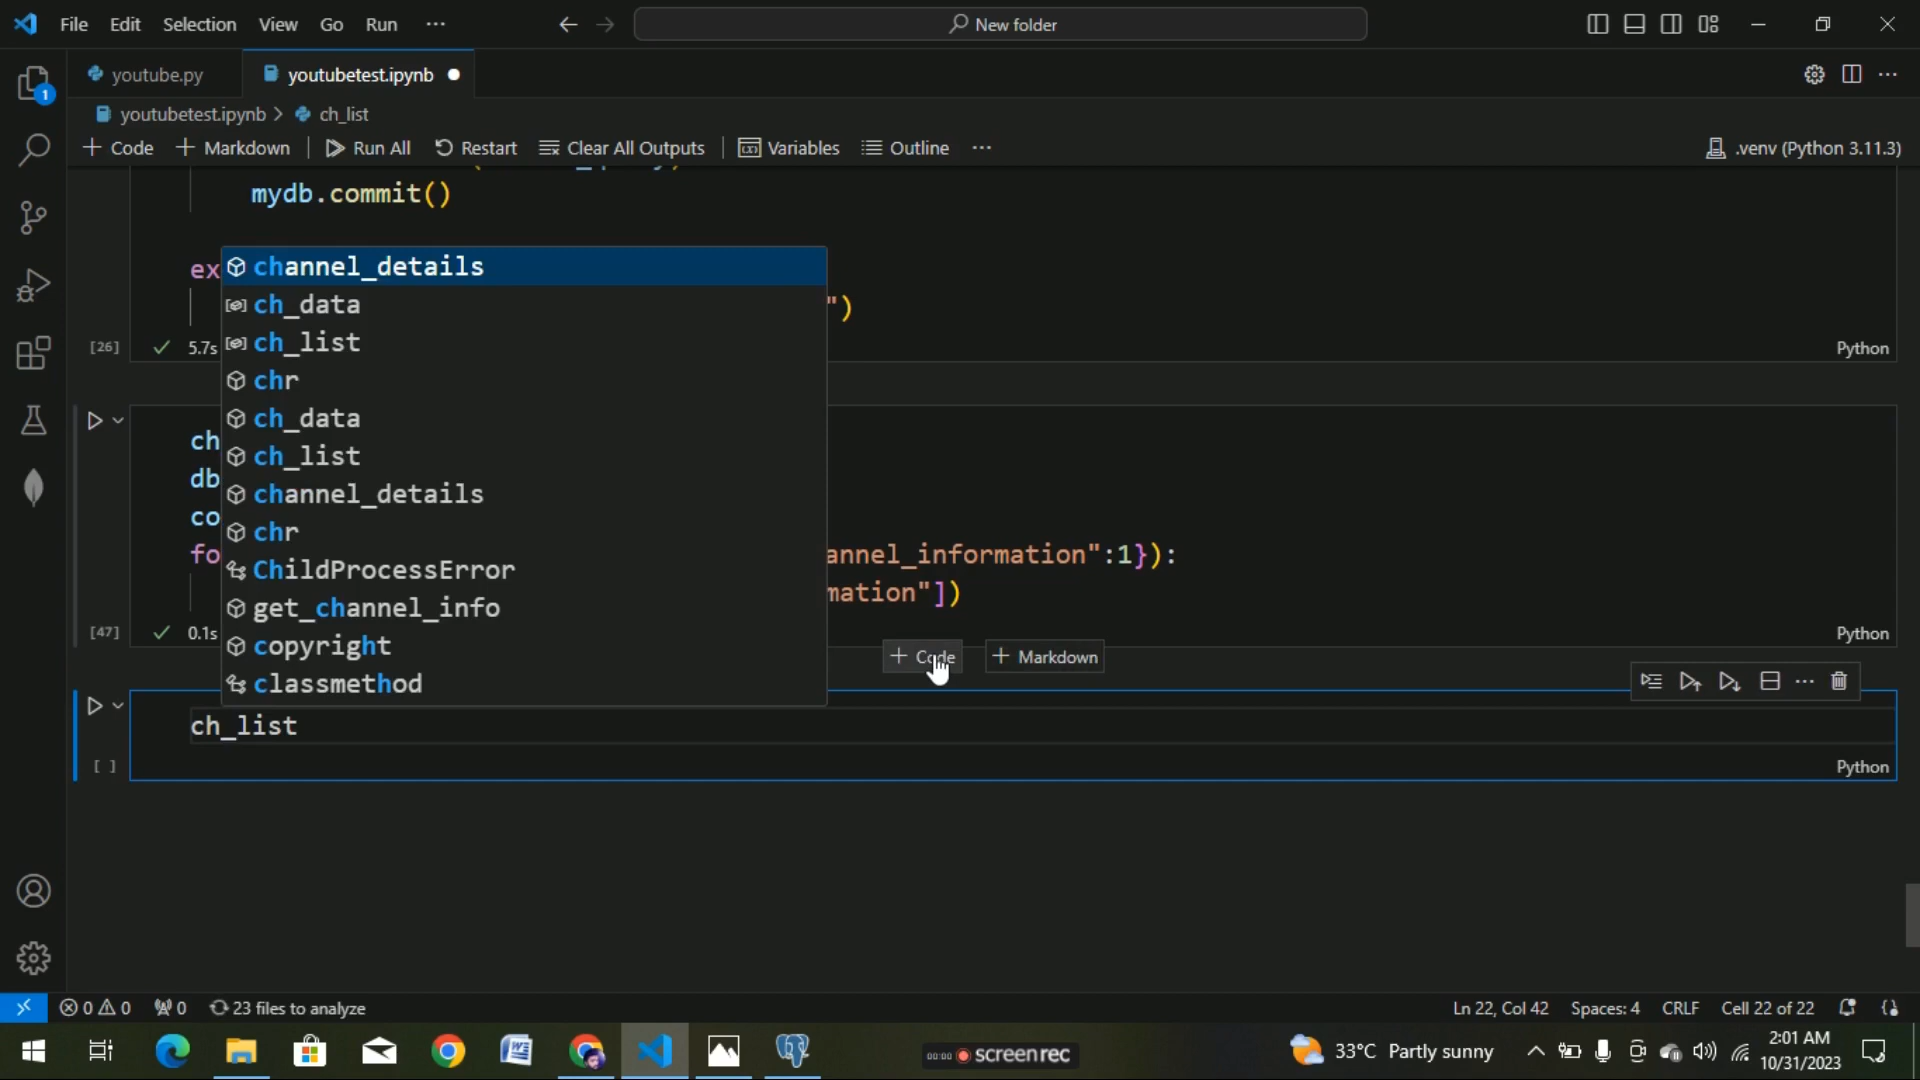 File Edit Selection View Go Run ··· New folder
youtube.py youtubetest.ipynb
youtubetest.ipynb > ch_list
+ Code + Markdown Run All Restart Clear All Outputs Variables Outline ··· .venv (Python 3.11.3)
mydb.commit()
ex
")
[26] 5.7s Python
channel_details
ch_data
ch_list
chr
ch_data
ch_list
channel_details
chr
ChildProcessError
get_channel_info
copyright
classmethod
ch
db
co
fo annel_information":1}):
mation"])
[47] 0.1s Python
+ Code + Markdown
ch_list
[ ] Python
0 0 0 23 files to analyze Ln 22, Col 42 Spaces: 4 CRLF Cell 22 of 22
00:00 screenrec 33°C Partly sunny 2:01 AM
10/31/2023
1